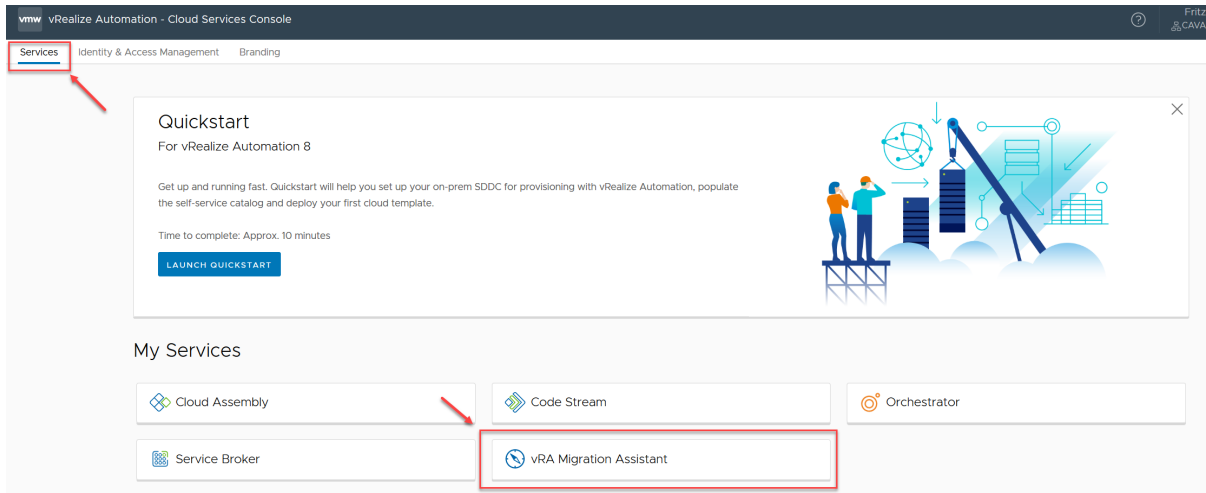 vmw vRealize Automation - Cloud Services Console
Fritz
CAVA
Services Identity & Access Management Branding
Quickstart
For vRealize Automation 8
Get up and running fast. Quickstart will help you set up your on-prem SDDC for provisioning with vRealize Automation, populate
the self-service catalog and deploy your first cloud template.
Time to complete: Approx. 10 minutes
LAUNCH QUICKSTART
My Services
Cloud Assembly
Code Stream
Orchestrator
Service Broker
vRA Migration Assistant